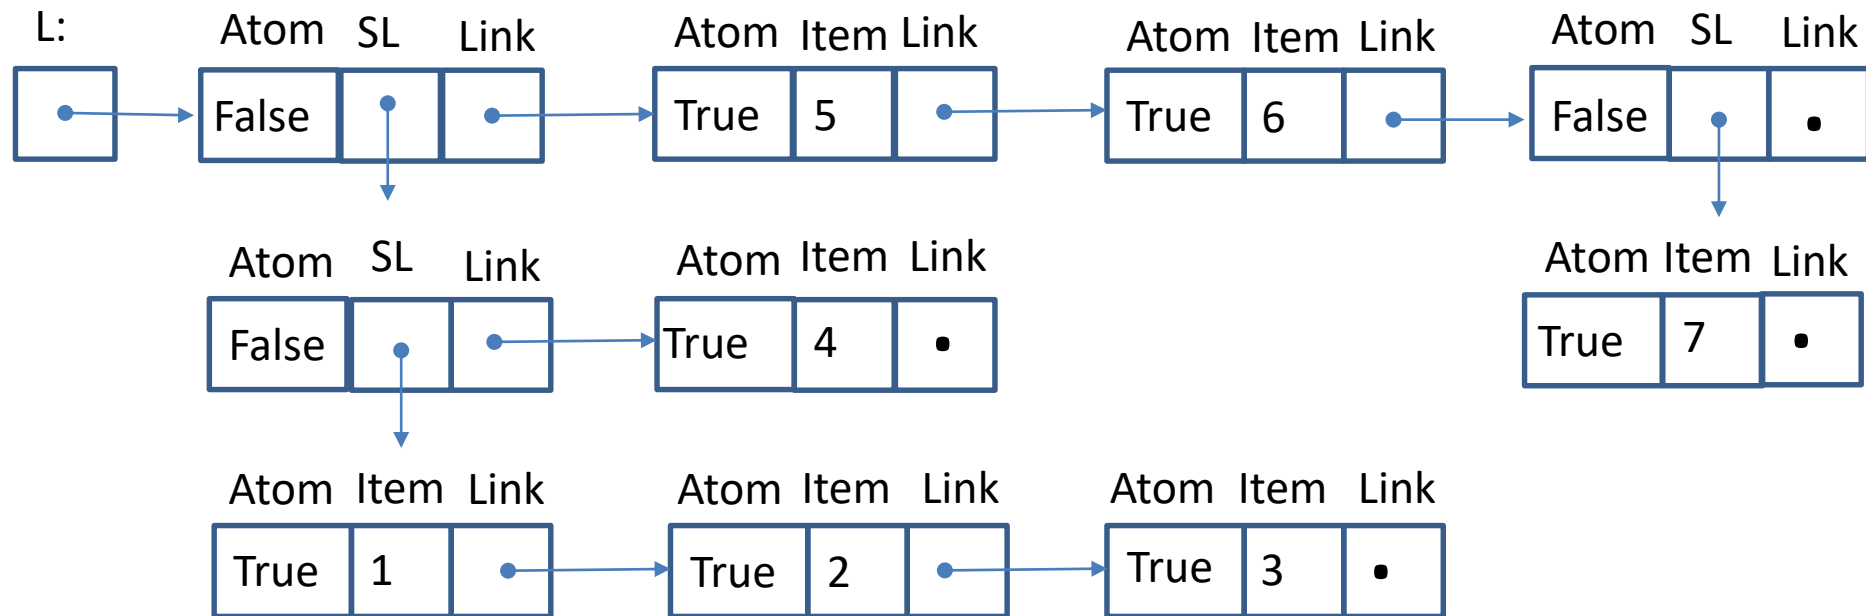 L: Atom SL Link Atom Item Link Atom Item Link Atom SL Link
False True 5 True 6 False
Atom SL Link Atom Item Link Atom Item Link
False True 4 True 7
Atom Item Link Atom Item Link Atom Item Link
True 1 True 2 True 3